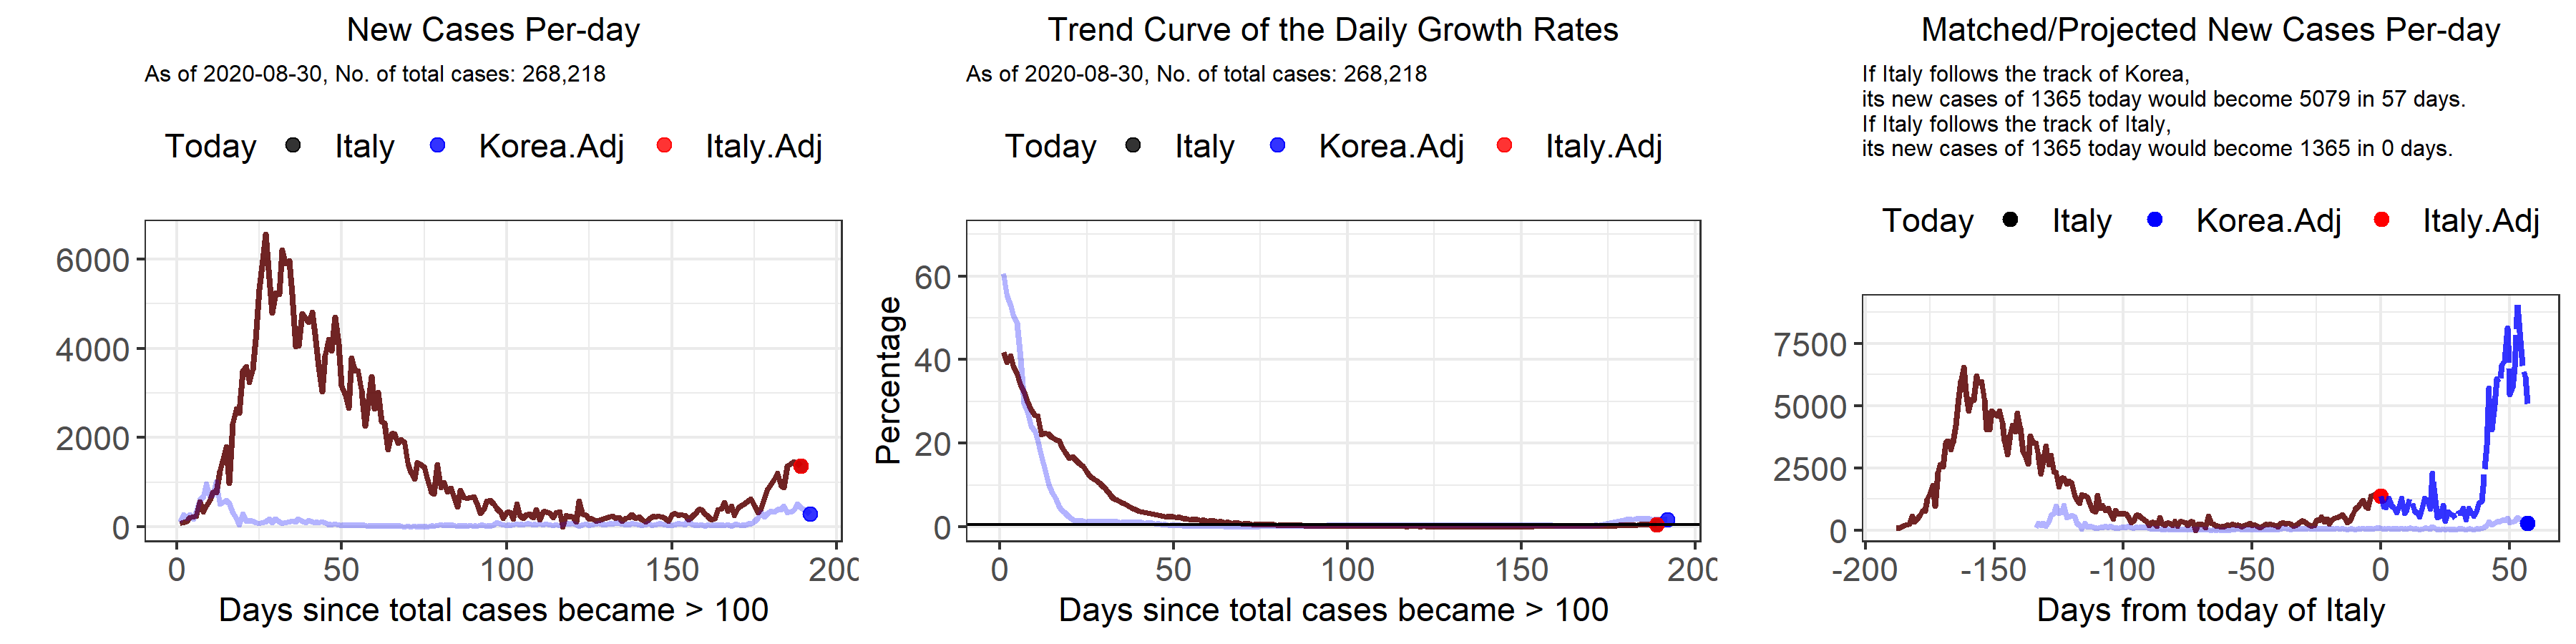 New Cases Per-day
As of 2020-08-30, No. of total cases: 268,218
Today Italy Korea.Adj Italy.Adj
6000
4000
2000
0
0 50 100 150 200
Days since total cases became > 100
Trend Curve of the Daily Growth Rates
As of 2020-08-30, No. of total cases: 268,218
Today Italy Korea.Adj Italy.Adj
Percentage
60
40
20
0
0 50 100 150 200
Days since total cases became > 100
Matched/Projected New Cases Per-day
If Italy follows the track of Korea,
its new cases of 1365 today would become 5079 in 57 days.
If Italy follows the track of Italy,
its new cases of 1365 today would become 1365 in 0 days.
Today Italy Korea.Adj Italy.Adj
7500
5000
2500
0
-200 -150 -100 -50 0 50
Days from today of Italy